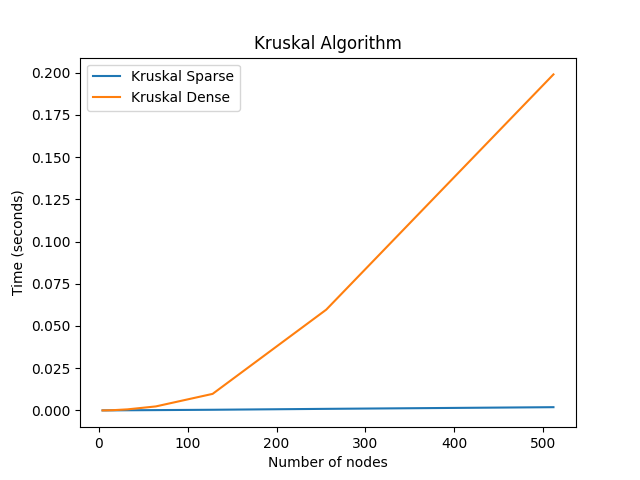 Kruskal Algorithm
Kruskal Sparse
Kruskal Dense
0.200
0.175
0.150
0.125
0.100
0.075
0.050
0.025
0.000
Time (seconds)
0 100 200 300 400 500
Number of nodes